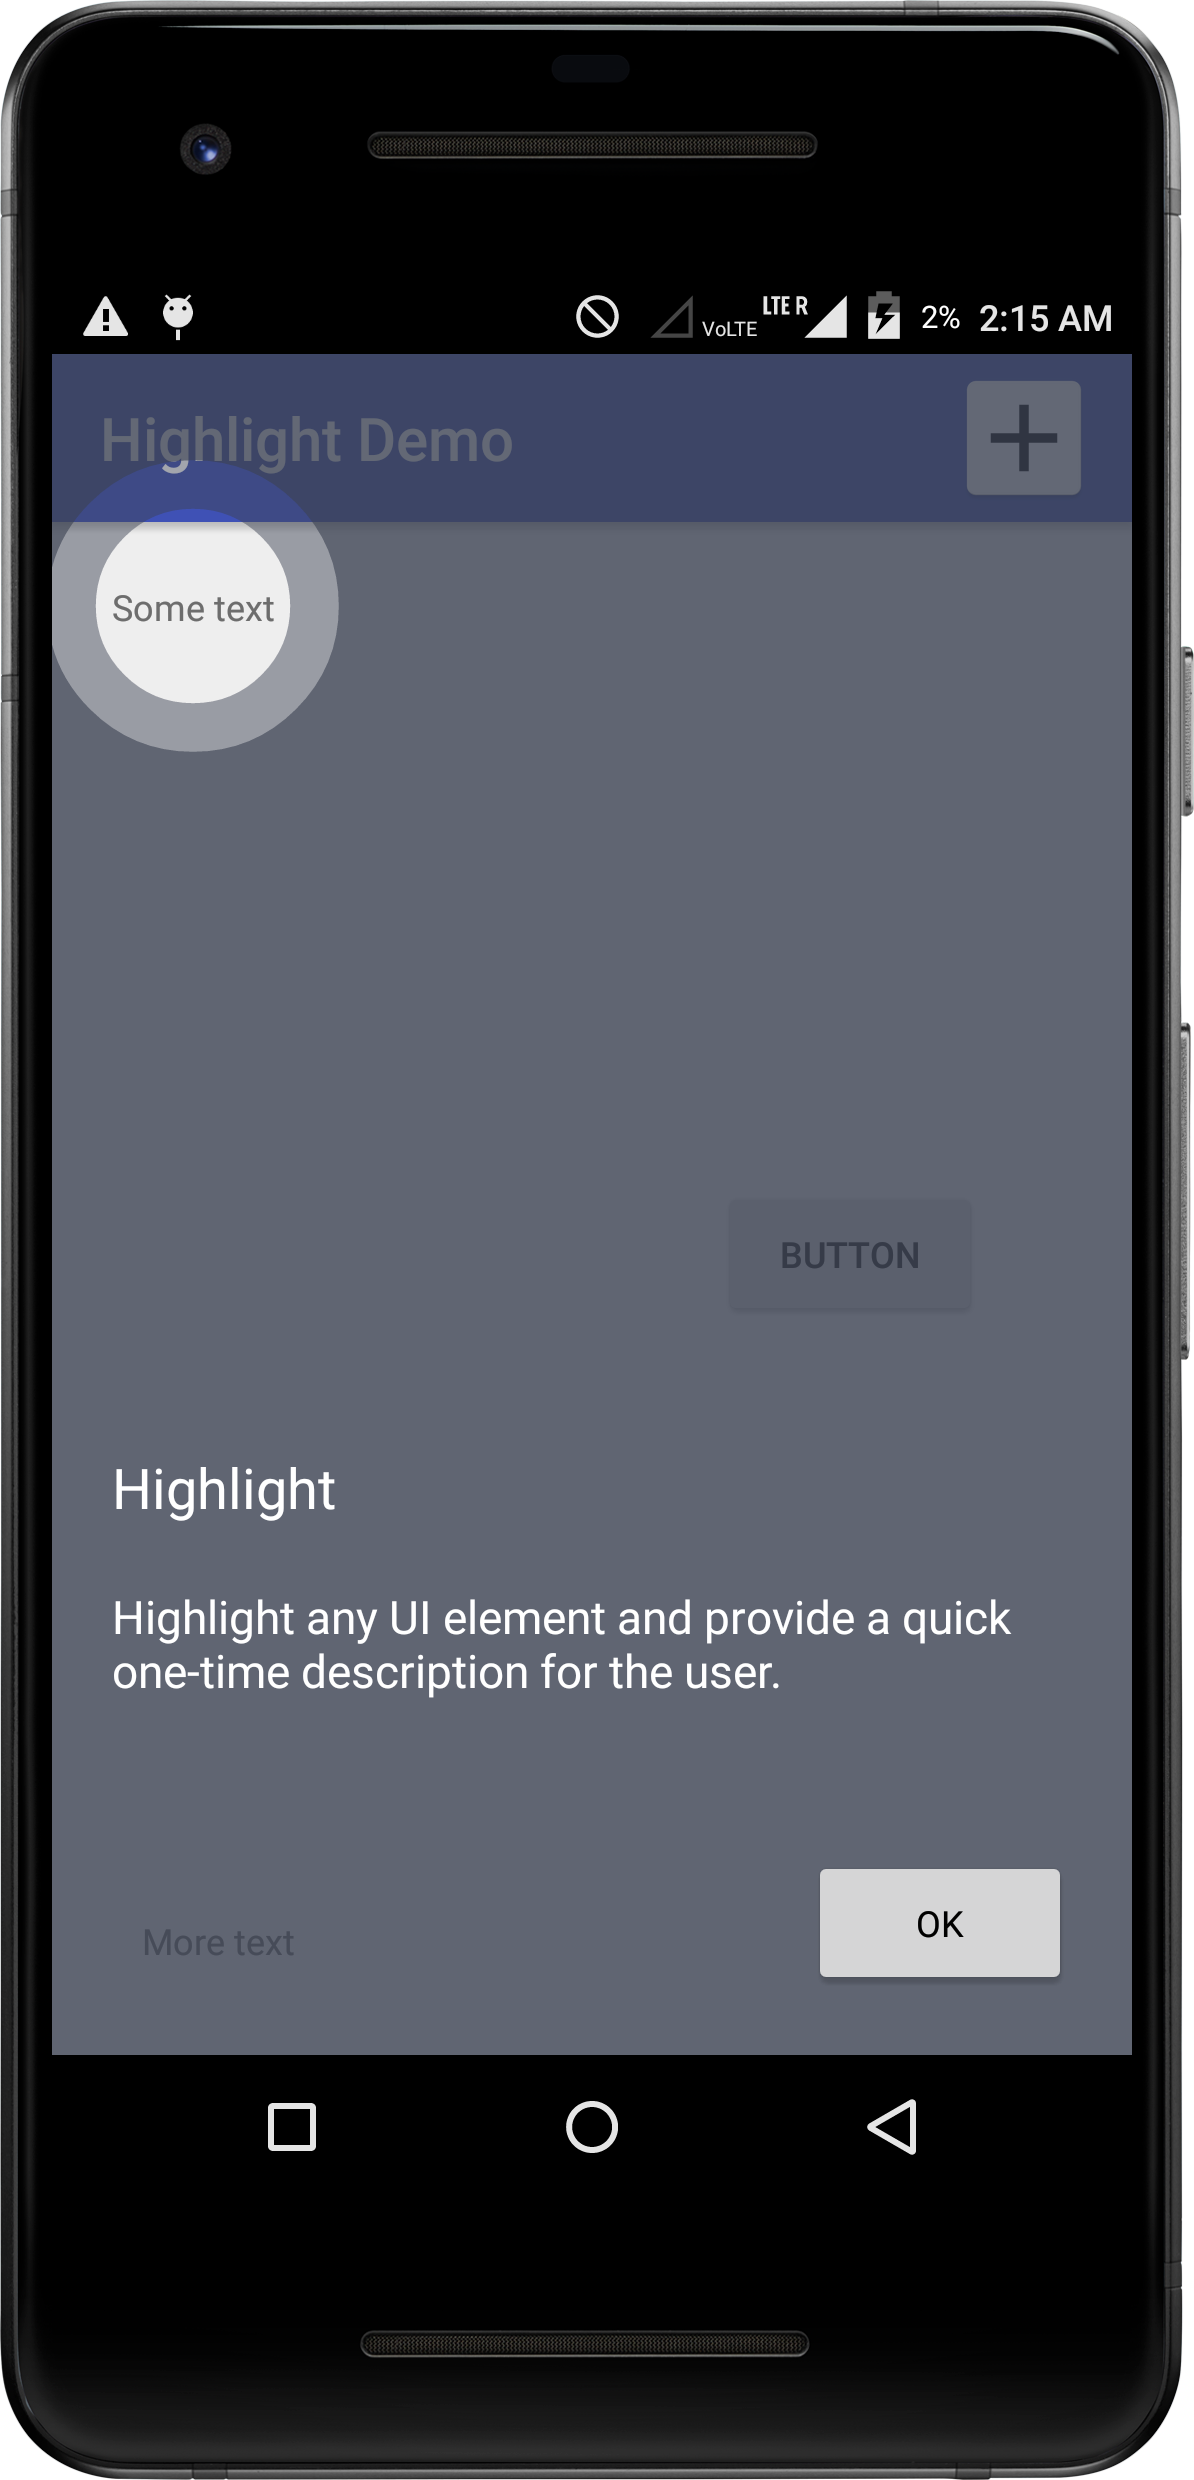 VoLTE LTE R 2% 2:15 AM
Highlight Demo
Some text
BUTTON
Highlight
Highlight any UI element and provide a quick
one-time description for the user.
More text
OK